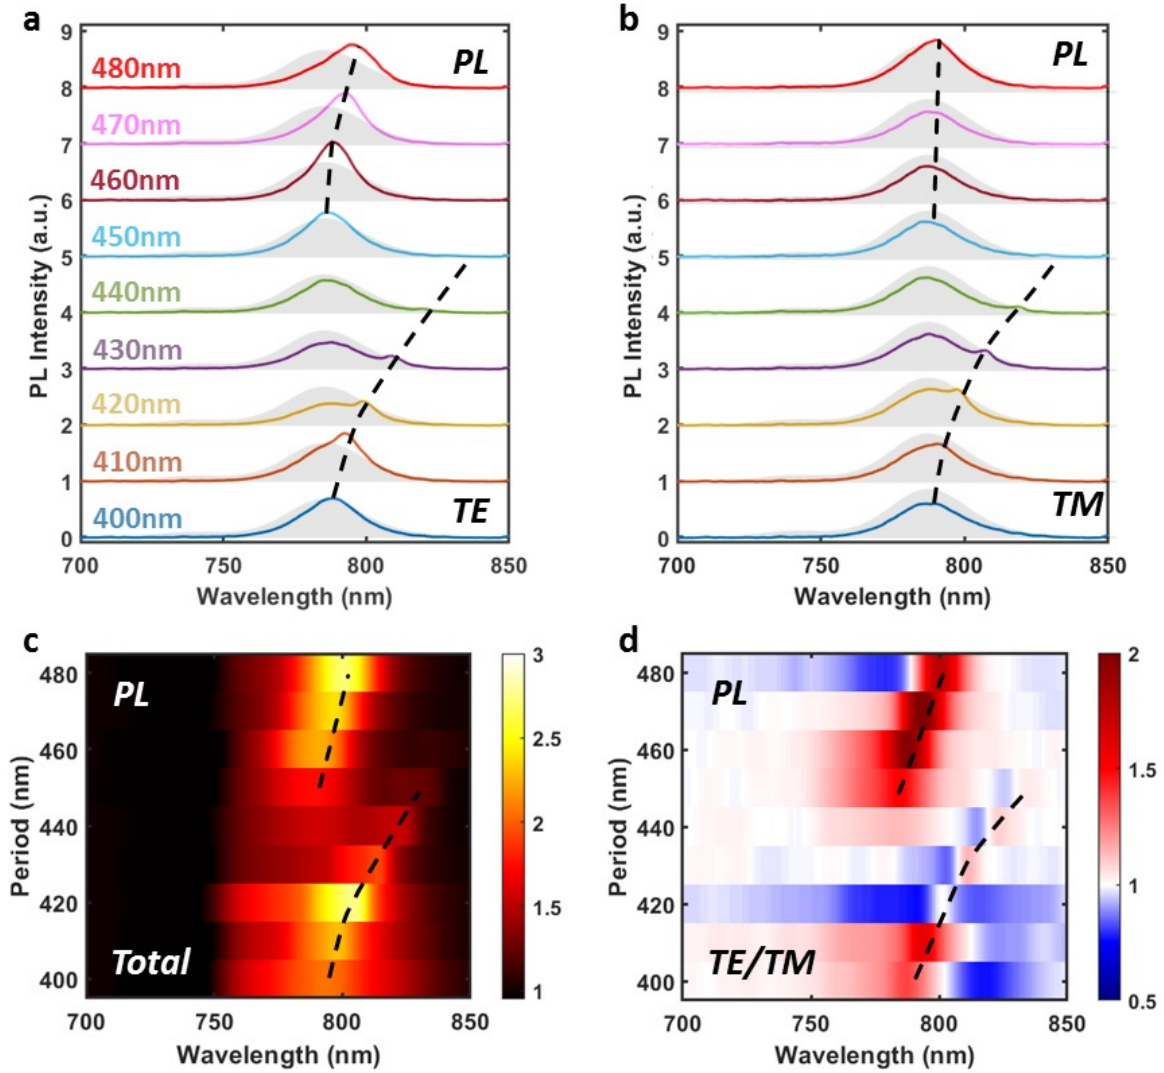 a
PL Intensity (a.u.)
9
8
7
6
5
4
3
2
1
0
480nm
470nm
460nm
450nm
440nm
430nm
420nm
410nm
400nm
PL
TE
700 750 800 850
Wavelength (nm)
b
PL Intensity (a.u.)
9
8
7
6
5
4
3
2
1
0
PL
TM
700 750 800 850
Wavelength (nm)
c
Period (nm)
480
460
440
420
400
PL
Total
700 750 800 850
Wavelength (nm)
3
2.5
2
1.5
1
d
Period (nm)
480
460
440
420
400
PL
TE/TM
700 750 800 850
Wavelength (nm)
2
1.5
1
0.5